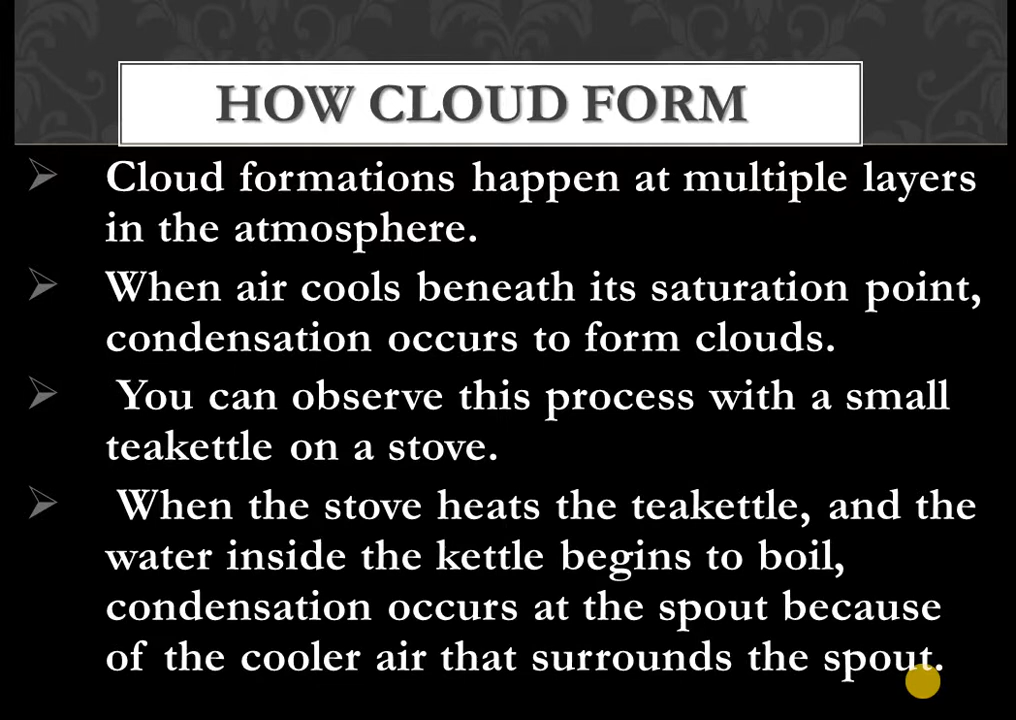 HOW CLOUD FORM
Cloud formations happen at multiple layers
in the atmosphere.
When air cools beneath its saturation point,
condensation occurs to form clouds.
You can observe this process with a small
teakettle on a stove.
When the stove heats the teakettle, and the
water inside the kettle begins to boil,
condensation occurs at the spout because
of the cooler air that surrounds the spout.